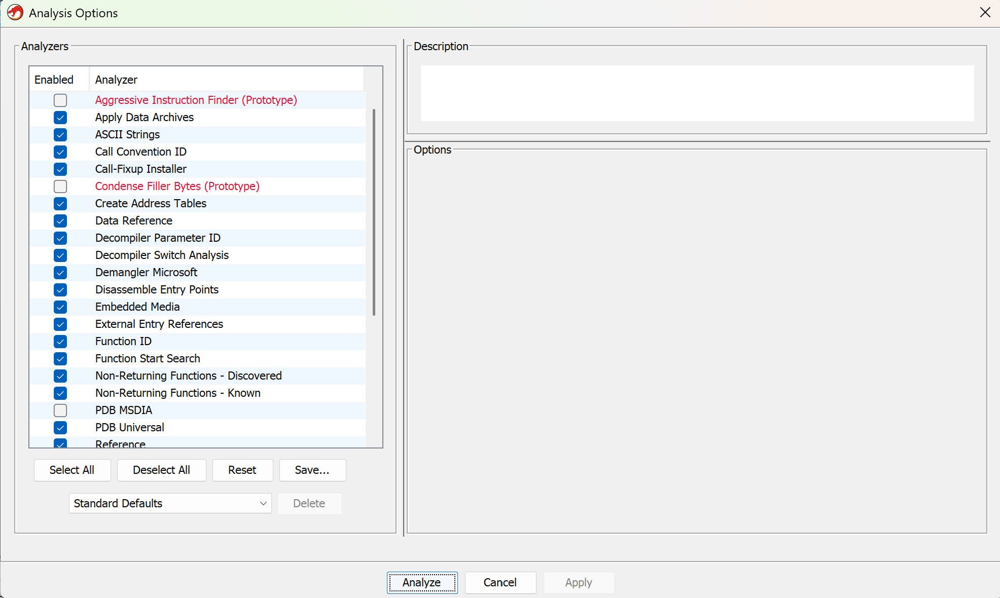 Analysis Options
Analyzers
Enabled Analyzer
Aggressive Instruction Finder (Prototype)
Apply Data Archives
ASCII Strings
Call Convention ID
Call-Fixup Installer
Condense Filler Bytes (Prototype)
Create Address Tables
Data Reference
Decompiler Parameter ID
Decompiler Switch Analysis
Demangler Microsoft
Disassemble Entry Points
Embedded Media
External Entry References
Function ID
Function Start Search
Non-Returning Functions - Discovered
Non-Returning Functions - Known
PDB MSDIA
PDB Universal
Reference
Select All Deselect All Reset Save...
Standard Defaults Delete
Description
Options
Analyze Cancel Apply